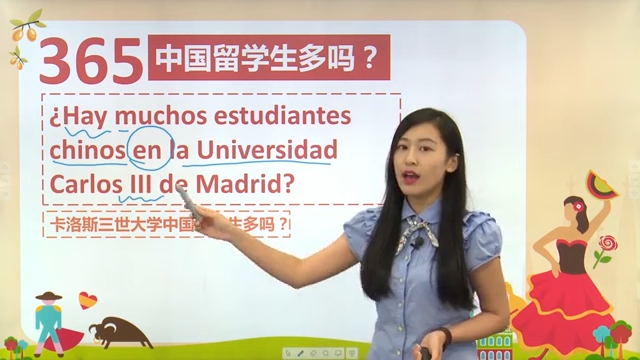 365
中国留学生多吗？
¿Hay muchos estudiantes
chinos en la Universidad
Carlos III de Madrid?
卡洛斯三世大学中国 生多吗？